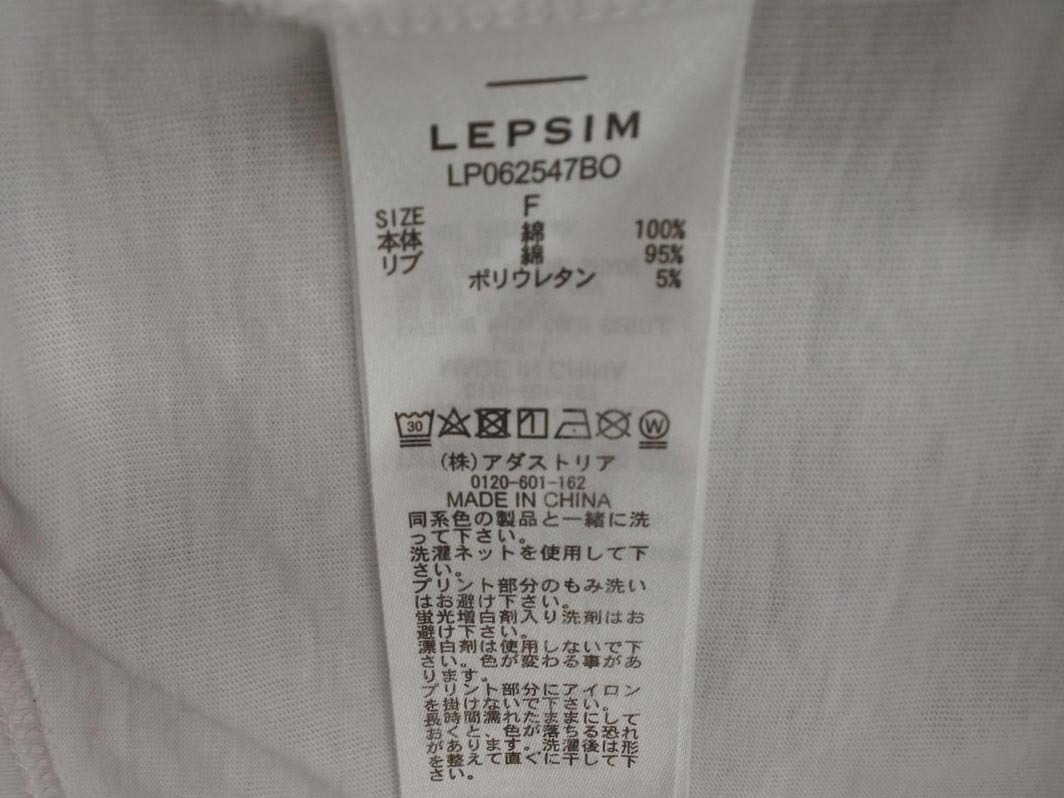 LEPSIM
LP062547BO
SIZE F
本体 綿 100%
リブ 綿 95%
ポリウレタン 5%
30 W
(株)アダストリア
0120-601-162
MADE IN CHINA
同系色の製品と一緒に洗
って下さい。
洗濯ネットを使用して下
さい。
プリント部分のもみ洗い
はお避け下さい。
蛍光増白剤入り洗剤はお
避け下さい。
漂白剤は使用しないで下
さい。色が変わる事があ
ります。
プリント部分にアイロン
を掛けないで下さい。
長時間濡れたままにして
おくと、色が落ちる恐れ
があります。洗濯後は形
を整えて直ぐに干して下
さい。